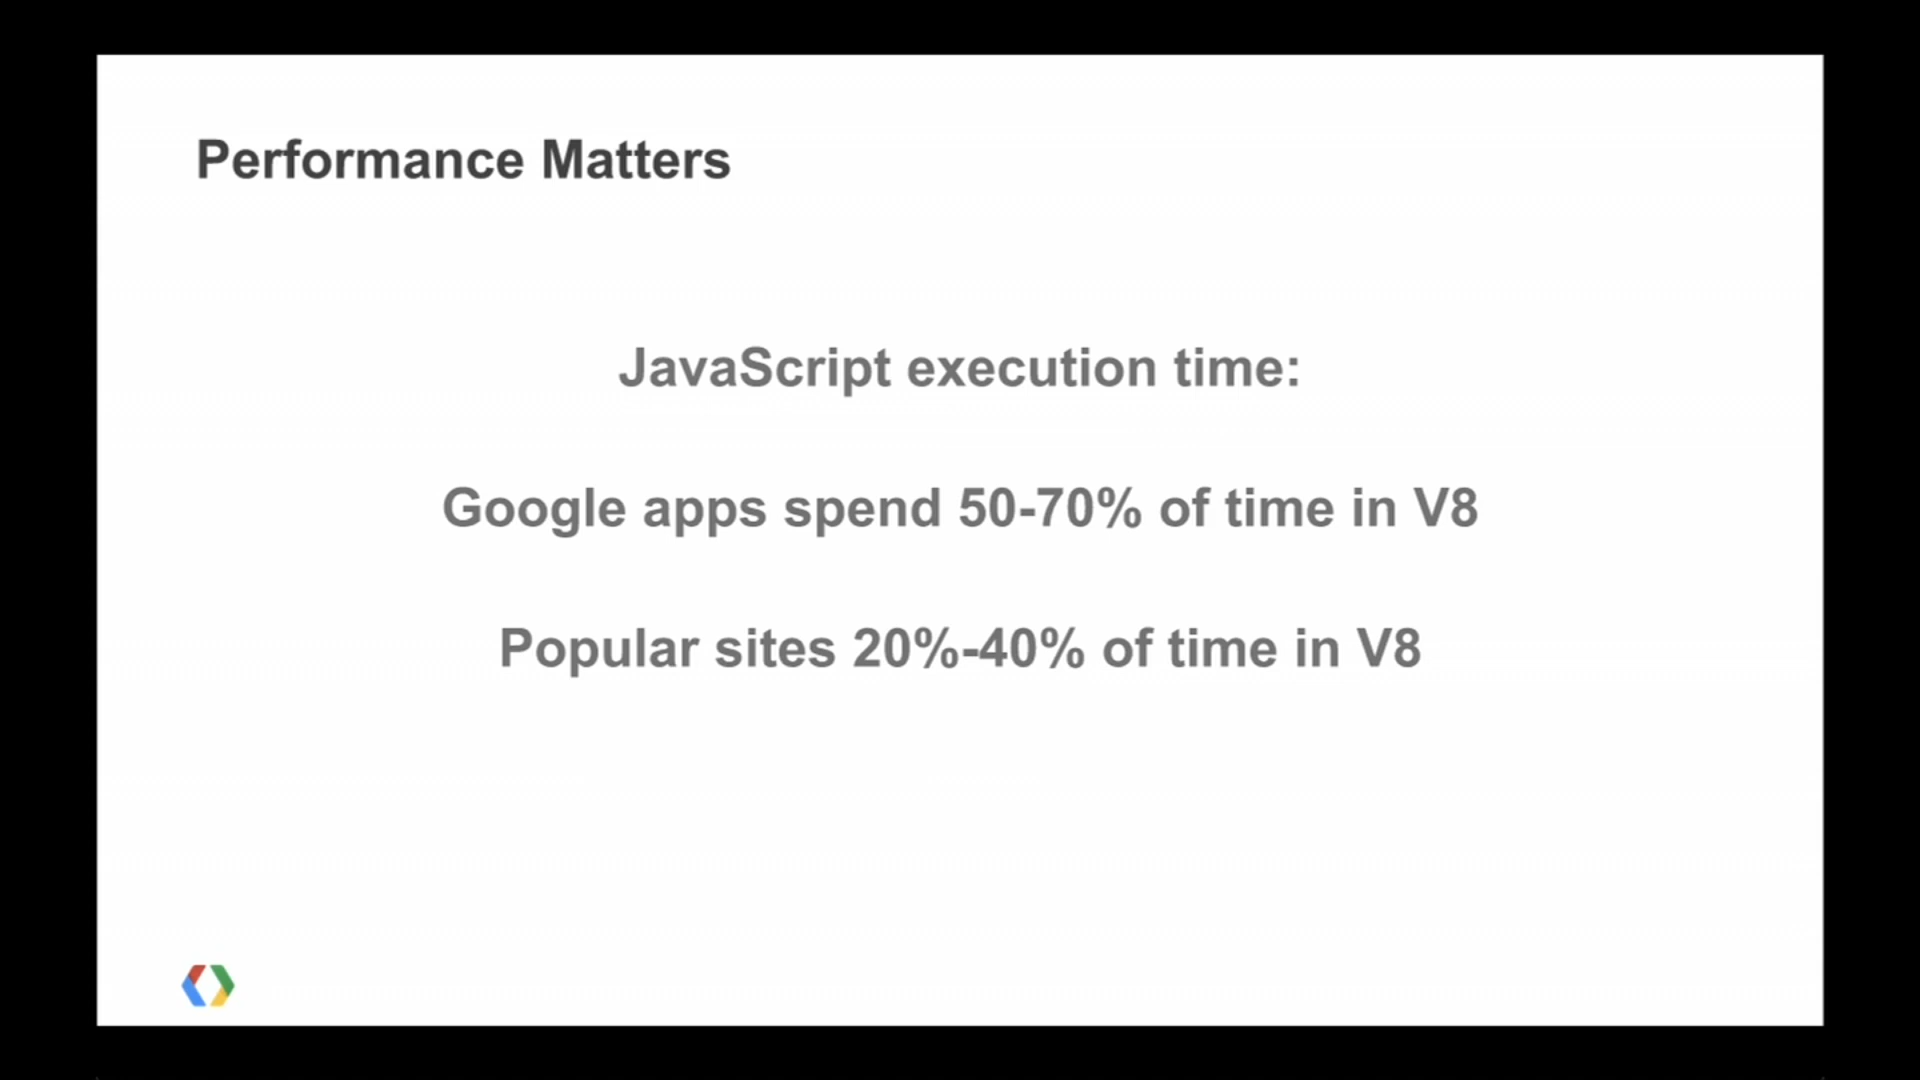 Performance Matters
JavaScript execution time:
Google apps spend 50-70% of time in V8
Popular sites 20%-40% of time in V8